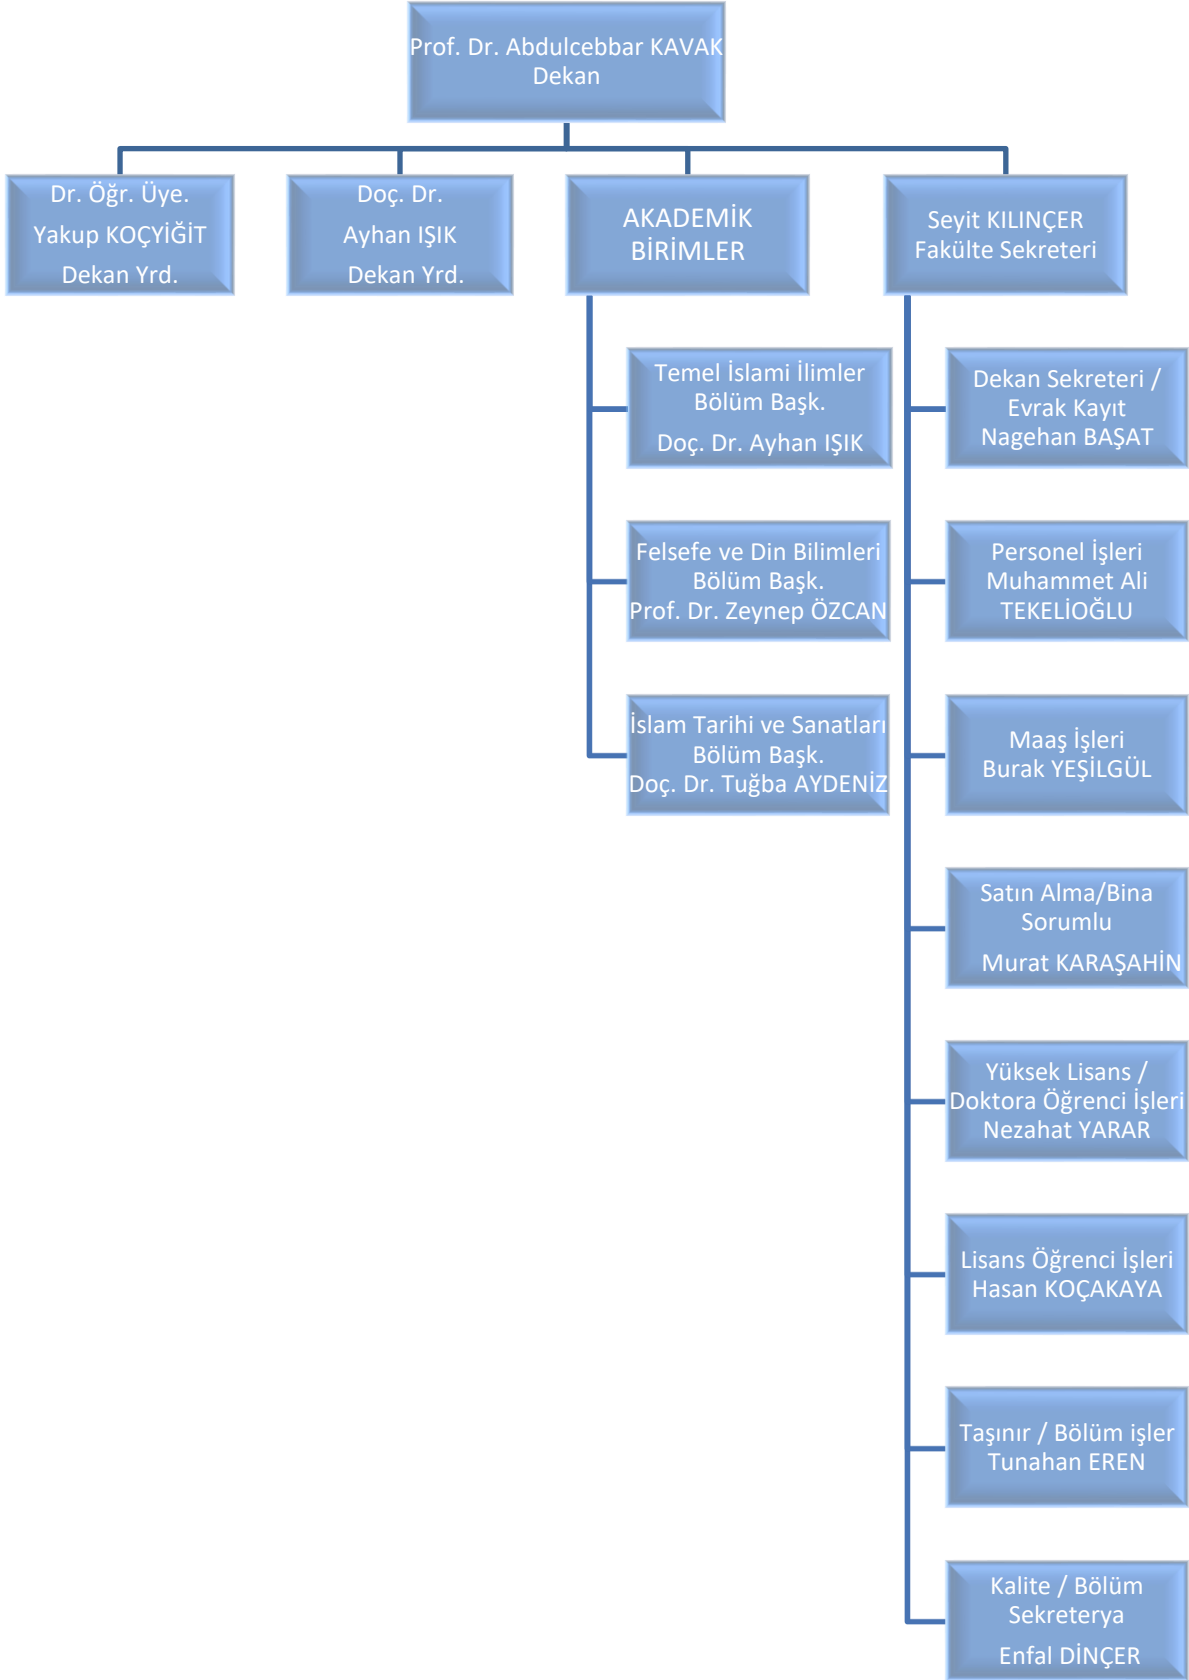 Prof. Dr. Abdulcebbar KAVAK
Dekan
Dr. Öğr. Üye.
Yakup KOÇYİĞİT
Dekan Yrd.
Doç. Dr.
Ayhan IŞIK
Dekan Yrd.
AKADEMİK
BİRİMLER
Seyit KILINÇER
Fakülte Sekreteri
Temel İslami İlimler
Bölüm Başk.
Doç. Dr. Ayhan IŞIK
Felsefe ve Din Bilimleri
Bölüm Başk.
Prof. Dr. Zeynep ÖZCAN
İslam Tarihi ve Sanatları
Bölüm Başk.
Doç. Dr. Tuğba AYDENİZ
Dekan Sekreteri /
Evrak Kayıt
Nagehan BAŞAT
Personel İşleri
Muhammet Ali
TEKELİOĞLU
Maaş İşleri
Burak YEŞİLGÜL
Satın Alma/Bina
Sorumlu
Murat KARAŞAHİN
Yüksek Lisans /
Doktora Öğrenci İşleri
Nezahat YARAR
Lisans Öğrenci İşleri
Hasan KOÇAKAYA
Taşınır / Bölüm işler
Tunahan EREN
Kalite / Bölüm
Sekreterya
Enfal DİNÇER